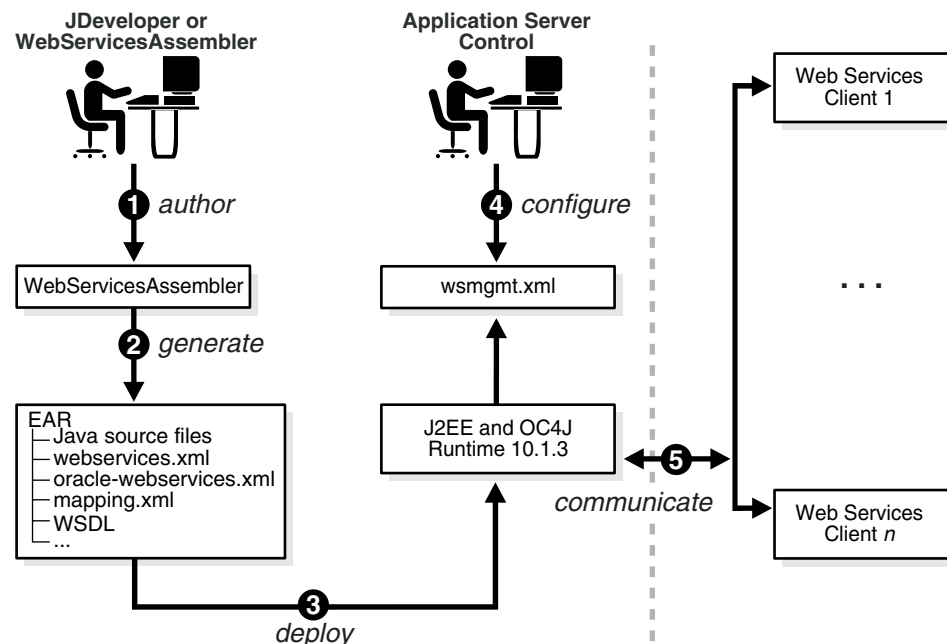 JDeveloper or
WebServicesAssembler
Application Server
Control
1 author
4 configure
WebServicesAssembler
wsmgmt.xml
2 generate
EAR
Java source files
webservices.xml
oracle-webservices.xml
mapping.xml
WSDL
...
J2EE and OC4J
Runtime 10.1.3
3
deploy
5
communicate
Web Services
Client 1
...
Web Services
Client n